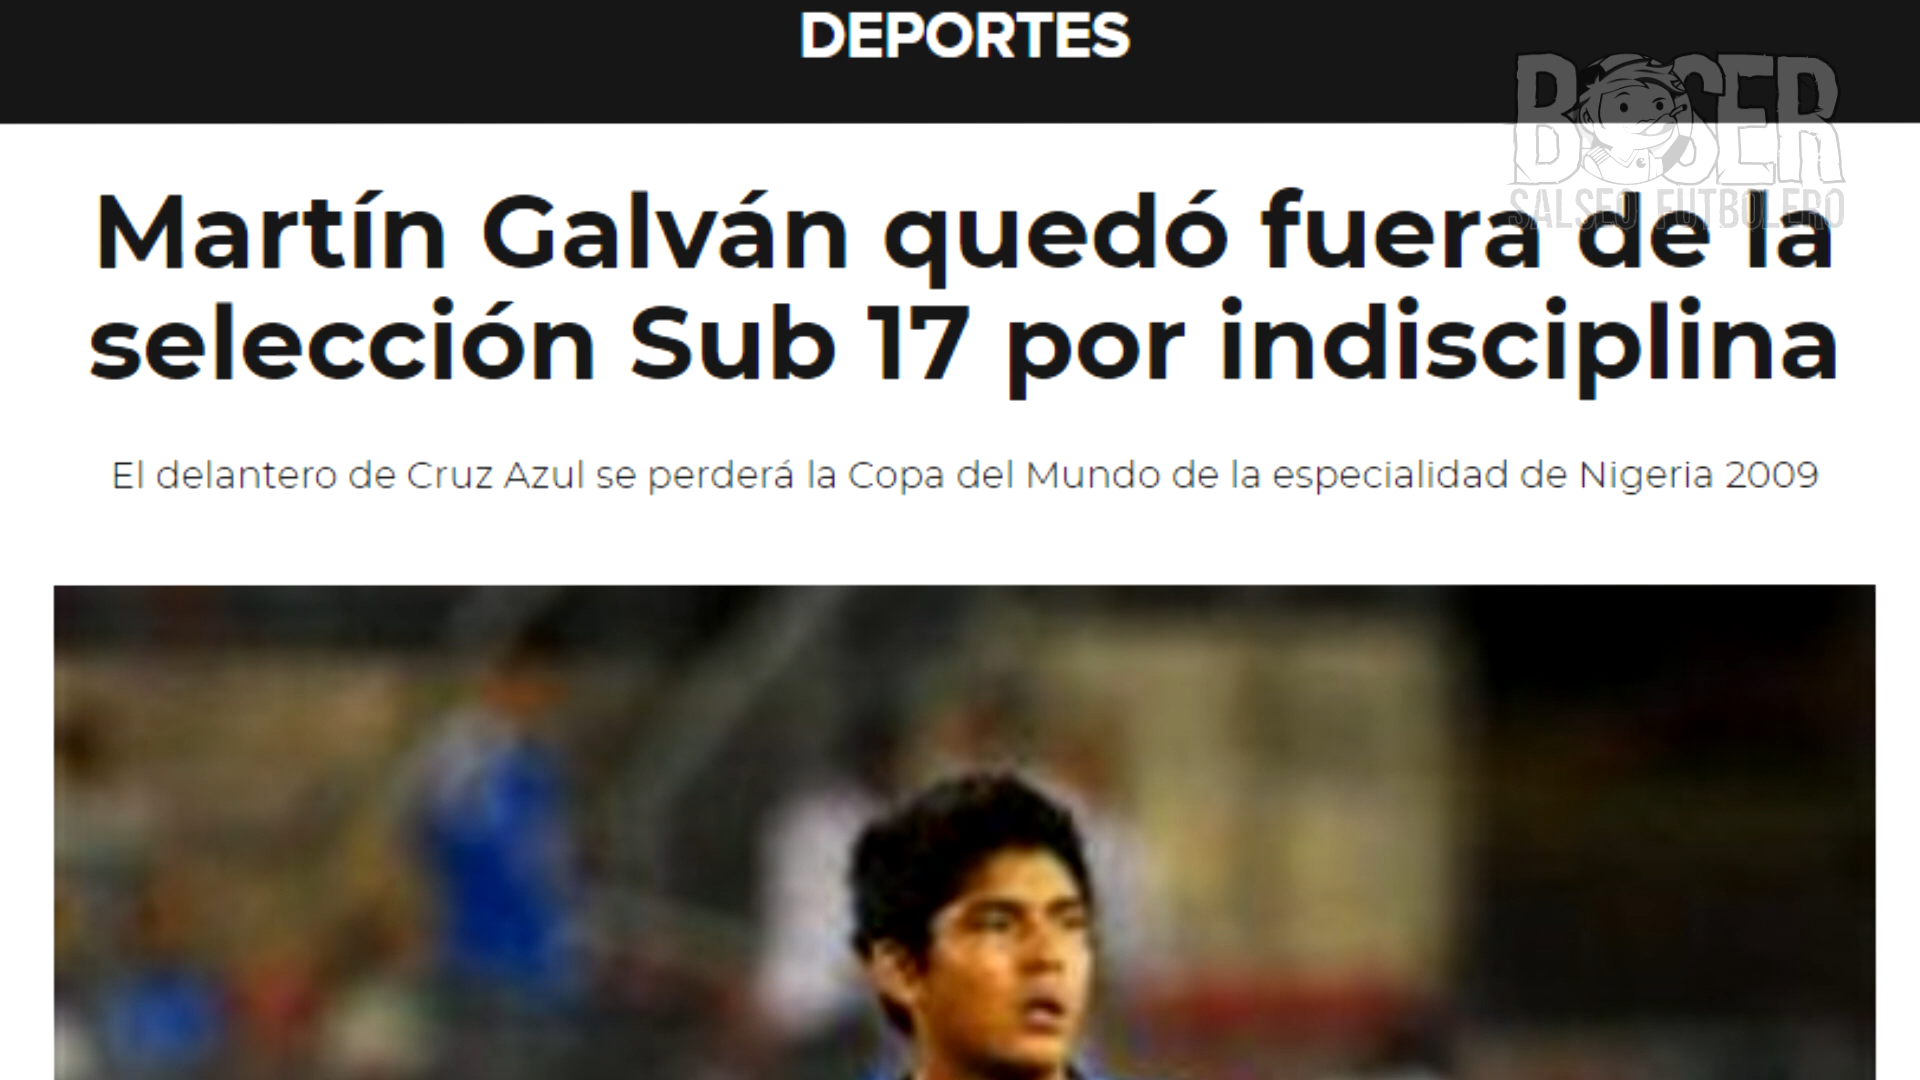 DEPORTES
BOSER
SALSEO FUTBOLERO
Martín Galván quedó fuera de la
selección Sub 17 por indisciplina
El delantero de Cruz Azul se perderá la Copa del Mundo de la especialidad de Nigeria 2009